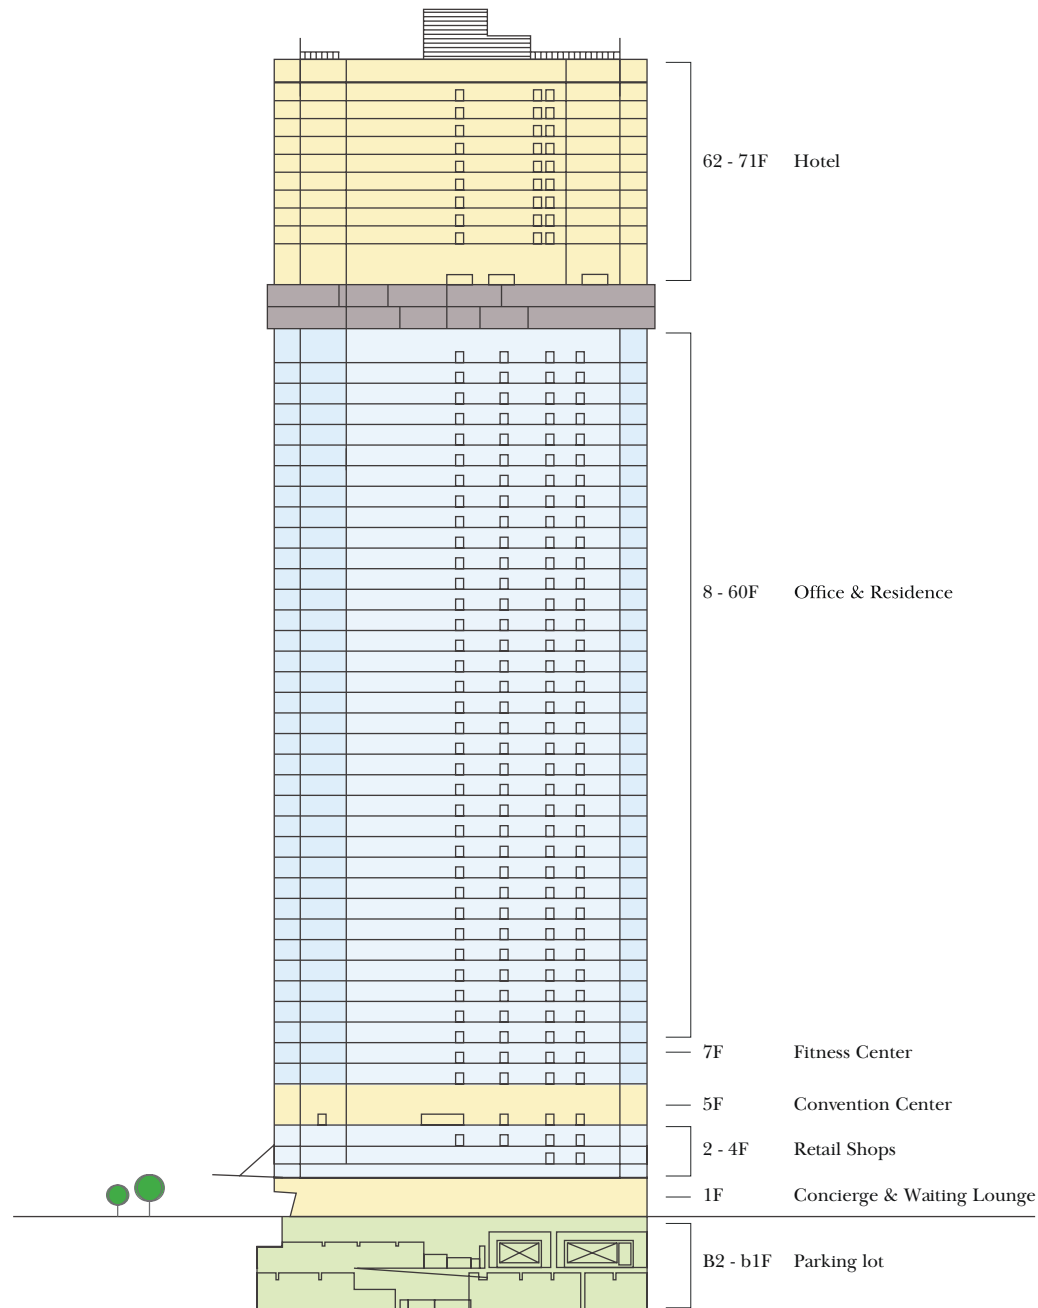 62 - 71F Hotel
8 - 60F Office & Residence
7F Fitness Center
5F Convention Center
2 - 4F Retail Shops
1F Concierge & Waiting Lounge
B2 - b1F Parking lot